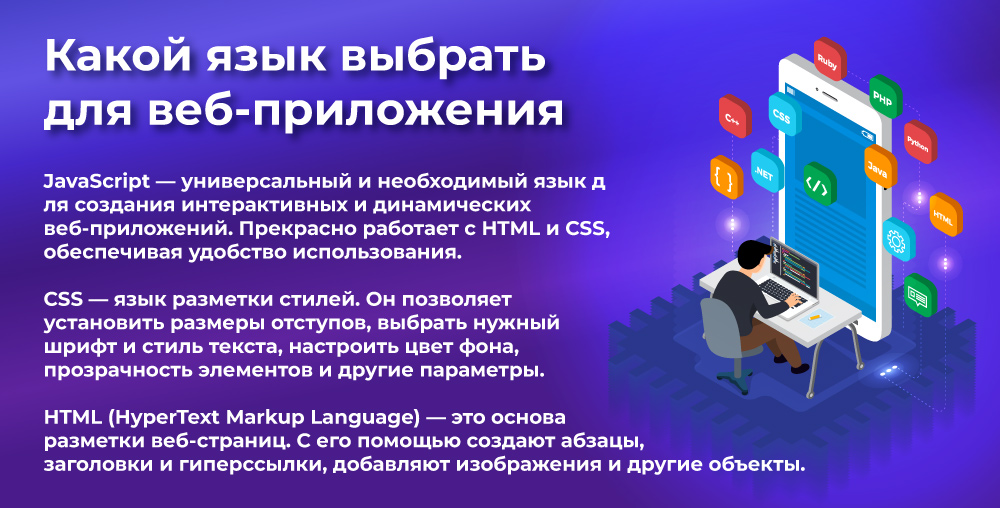 Какой язык выбрать
для веб-приложения
JavaScript — универсальный и необходимый язык д
ля создания интерактивных и динамических
веб-приложений. Прекрасно работает с HTML и CSS,
обеспечивая удобство использования.
CSS — язык разметки стилей. Он позволяет
установить размеры отступов, выбрать нужный
шрифт и стиль текста, настроить цвет фона,
прозрачность элементов и другие параметры.
HTML (HyperText Markup Language) — это основа
разметки веб-страниц. С его помощью создают абзацы,
заголовки и гиперссылки, добавляют изображения и другие объекты.
Ruby
PHP
C++
CSS
Python
{ }
.NET
</>
Java
HTML